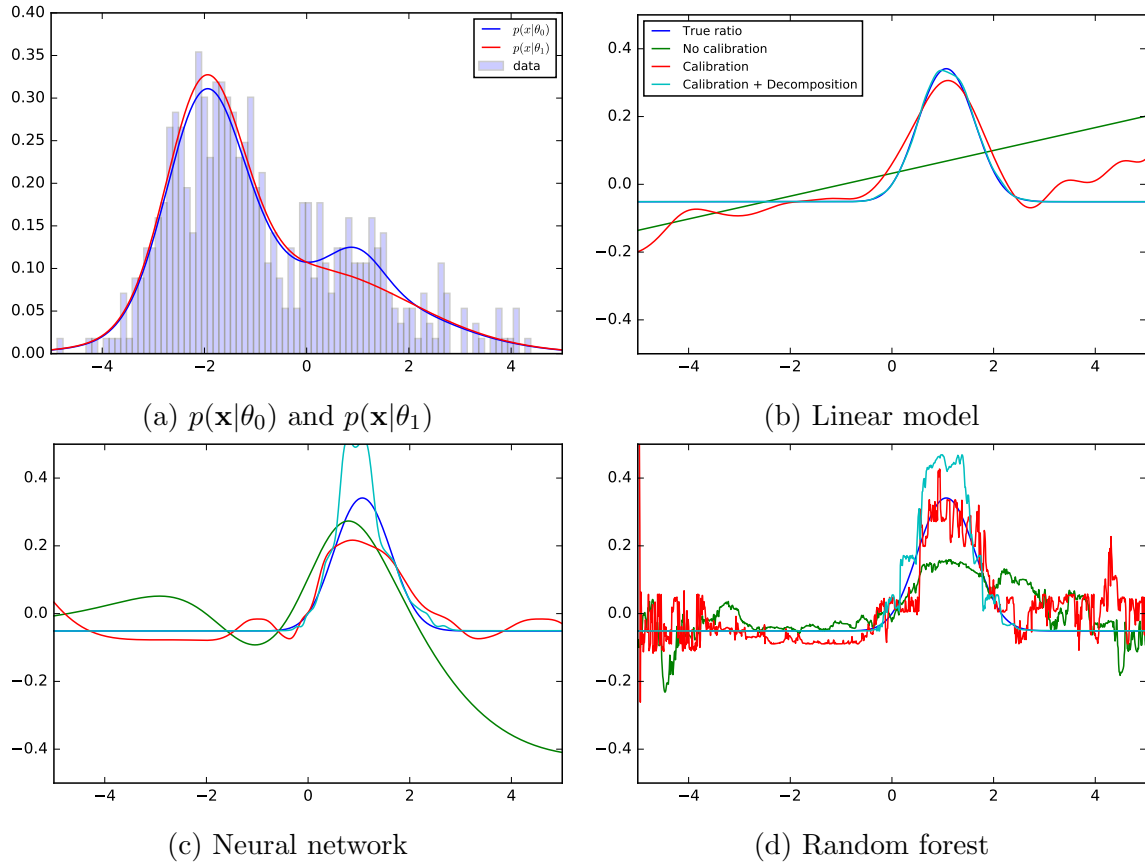 0.40
0.35
0.30
0.25
0.20
0.15
0.10
0.05
0.00
−4 −2 0 2 4
p(x|θ₀)
p(x|θ₁)
data
(a) p(𝐱|θ₀) and p(𝐱|θ₁)
0.4
0.2
0.0
−0.2
−0.4
−4 −2 0 2 4
True ratio
No calibration
Calibration
Calibration + Decomposition
(b) Linear model
0.4
0.2
0.0
−0.2
−0.4
−4 −2 0 2 4
(c) Neural network
0.4
0.2
0.0
−0.2
−0.4
−4 −2 0 2 4
(d) Random forest